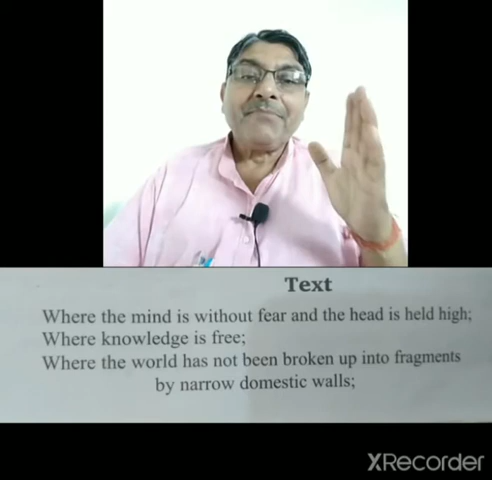 Text
Where the mind is without fear and the head is held high;
Where knowledge is free;
Where the world has not been broken up into fragments
by narrow domestic walls;
XRecorder